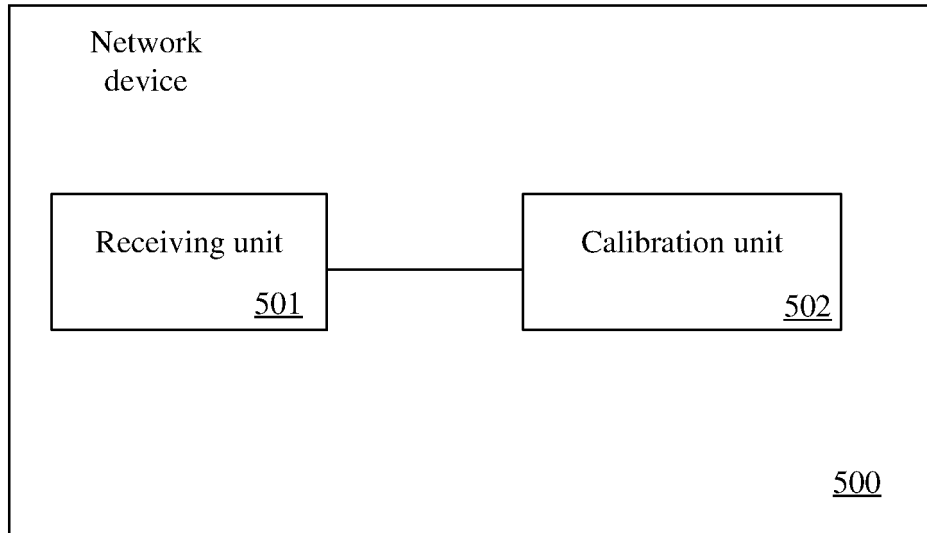 Network
device
Receiving unit
501
Calibration unit
502
500